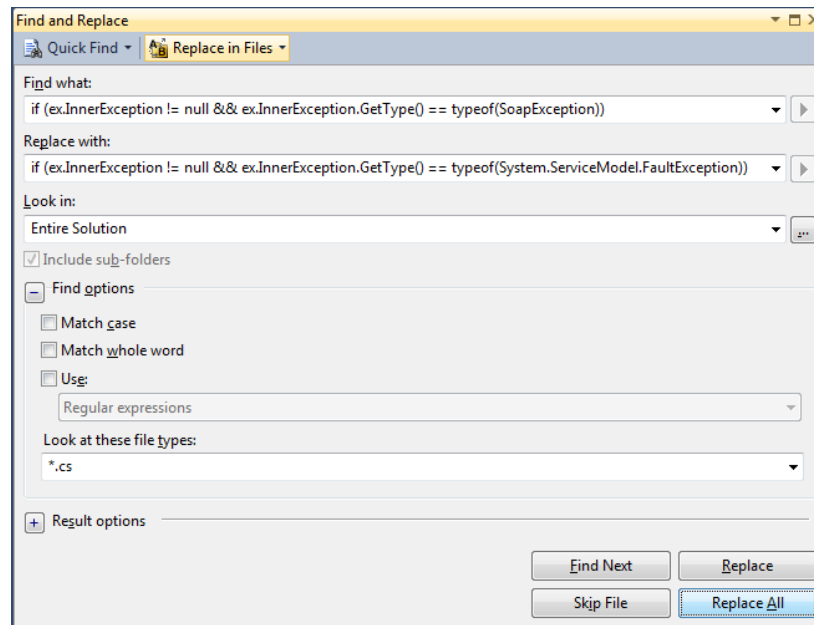 Find and Replace
Quick Find
Replace in Files
Find what:
if (ex.InnerException != null && ex.InnerException.GetType() == typeof(SoapException))
Replace with:
if (ex.InnerException != null && ex.InnerException.GetType() == typeof(System.ServiceModel.FaultException))
Look in:
Entire Solution
...
Include sub-folders
Find options
Match case
Match whole word
Use:
Regular expressions
Look at these file types:
*.cs
Result options
Find Next Replace
Skip File Replace All